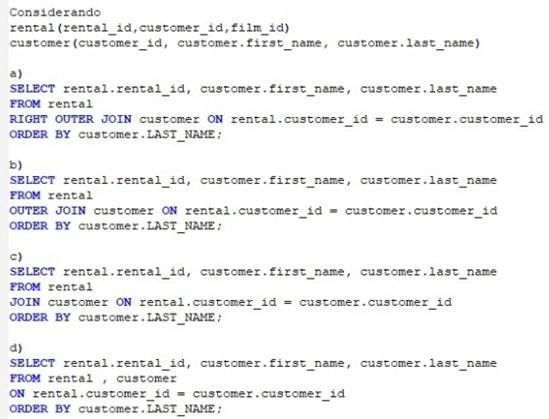 Considerando
rental(rental_id,customer_id,film_id)
customer(customer_id, customer.first_name, customer.last_name)
a)
SELECT rental.rental_id, customer.first_name, customer.last_name
FROM rental
RIGHT OUTER JOIN customer ON rental.customer_id = customer.customer_id
ORDER BY customer.LAST_NAME;
b)
SELECT rental.rental_id, customer.first_name, customer.last_name
FROM rental
OUTER JOIN customer ON rental.customer_id = customer.customer_id
ORDER BY customer.LAST_NAME;
c)
SELECT rental.rental_id, customer.first_name, customer.last_name
FROM rental
JOIN customer ON rental.customer_id = customer.customer_id
ORDER BY customer.LAST_NAME;
d)
SELECT rental.rental_id, customer.first_name, customer.last_name
FROM rental , customer
ON rental.customer_id = customer.customer_id
ORDER BY customer.LAST_NAME;